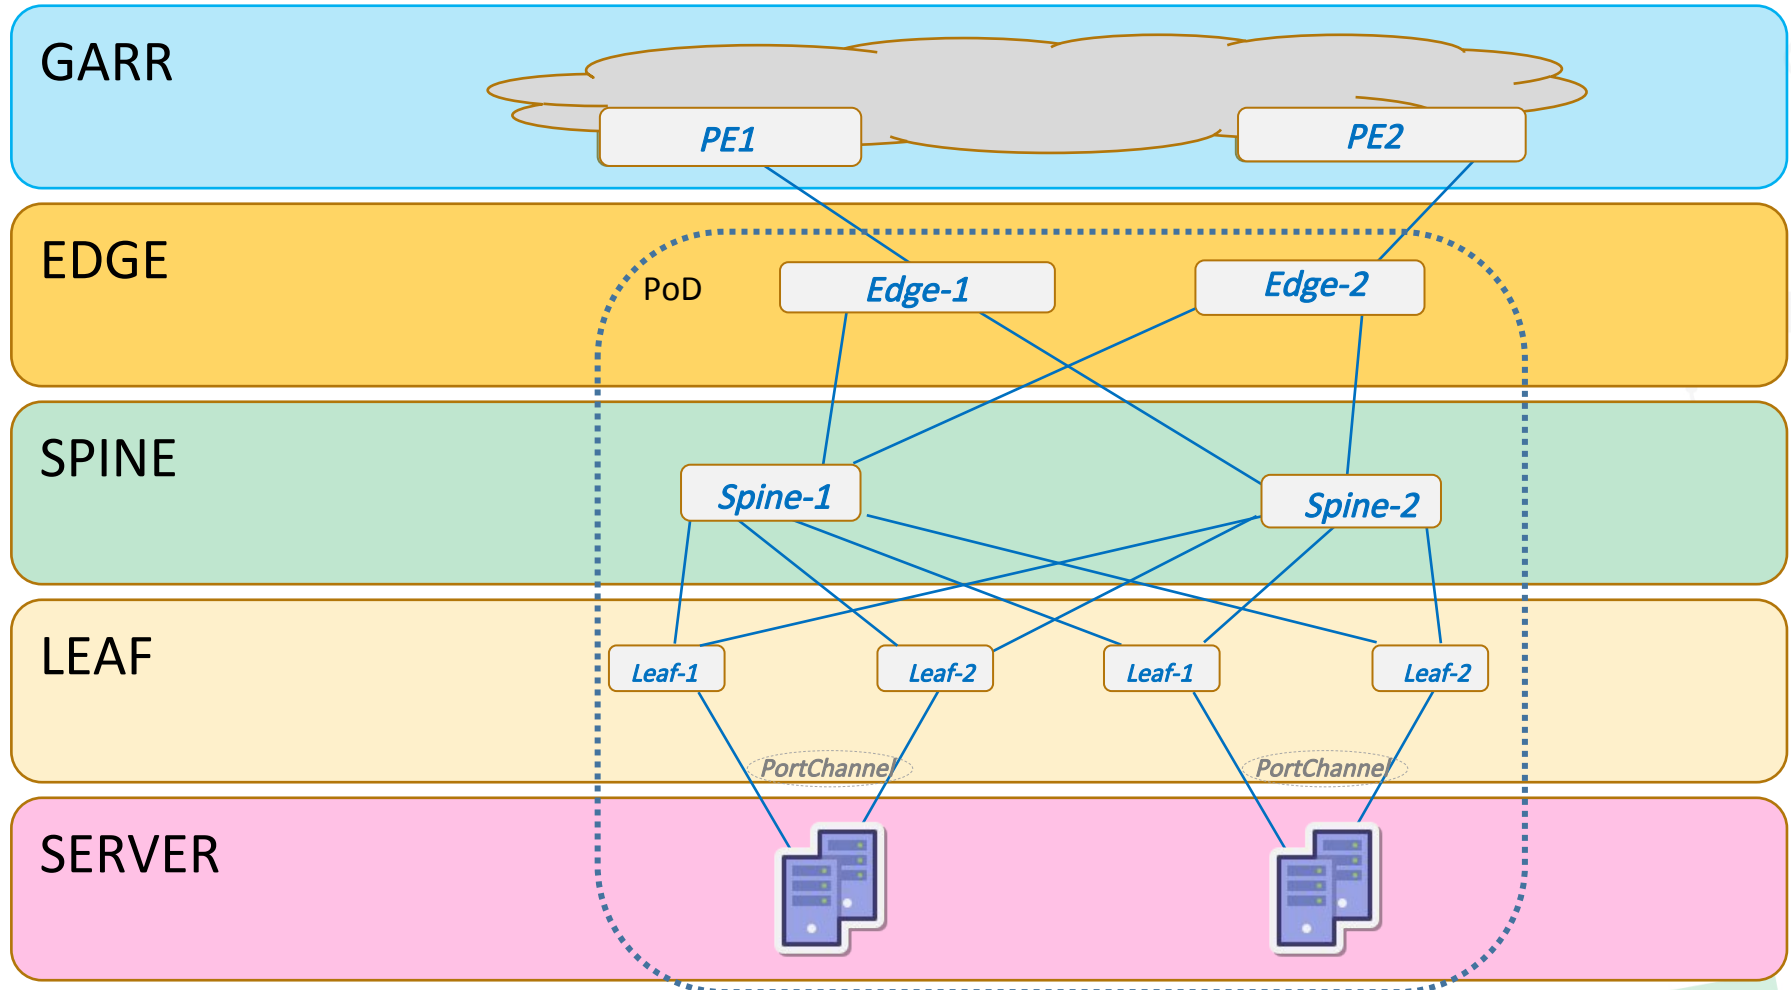 GARR
PE1
PE2
EDGE
PoD
Edge-1
Edge-2
SPINE
Spine-1
Spine-2
LEAF
Leaf-1
Leaf-2
Leaf-1
Leaf-2
PortChannel
PortChannel
SERVER